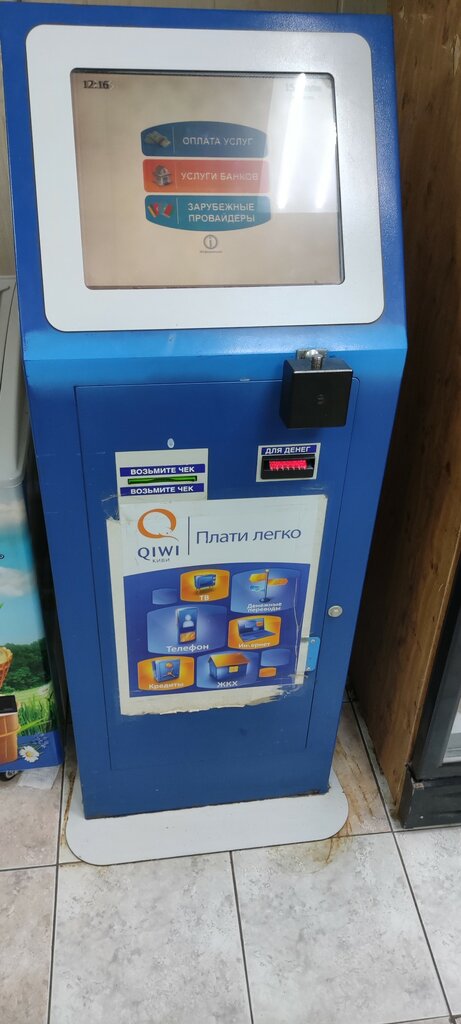 12:16
ОПЛАТА УСЛУГ
УСЛУГИ БАНКОВ
ЗАРУБЕЖНЫЕ
ПРОВАЙДЕРЫ
ВОЗЬМИТЕ ЧЕК
ВОЗЬМИТЕ ЧЕК
ДЛЯ ДЕНЕГ
QIWI
КИВИ
Плати легко
ТВ
Денежные
переводы
Телефон
Интернет
Кредиты
ЖКХ